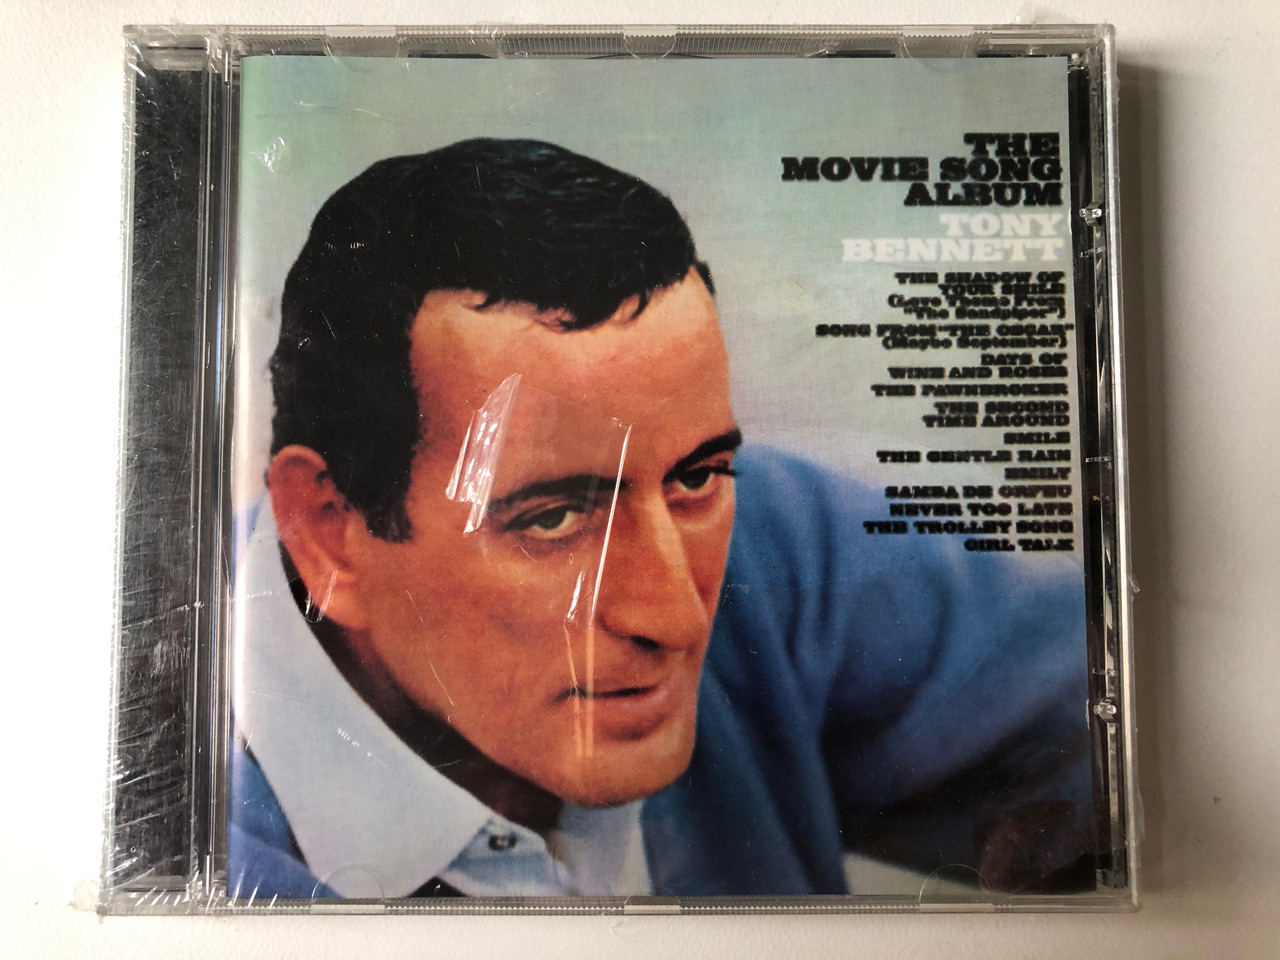 THE
MOVIE SONG
ALBUM
TONY
BENNETT
THE SHADOW OF
YOUR SMILE
(Love Theme From
"The Sandpiper")
SONG FROM "THE OSCAR"
(Maybe September)
DAYS OF
WINE AND ROSES
THE PAWNBROKER
THE SECOND
TIME AROUND
SMILE
THE GENTLE RAIN
EMILY
SAMBA DE ORFEU
NEVER TOO LATE
THE TROLLEY SONG
GIRL TALK